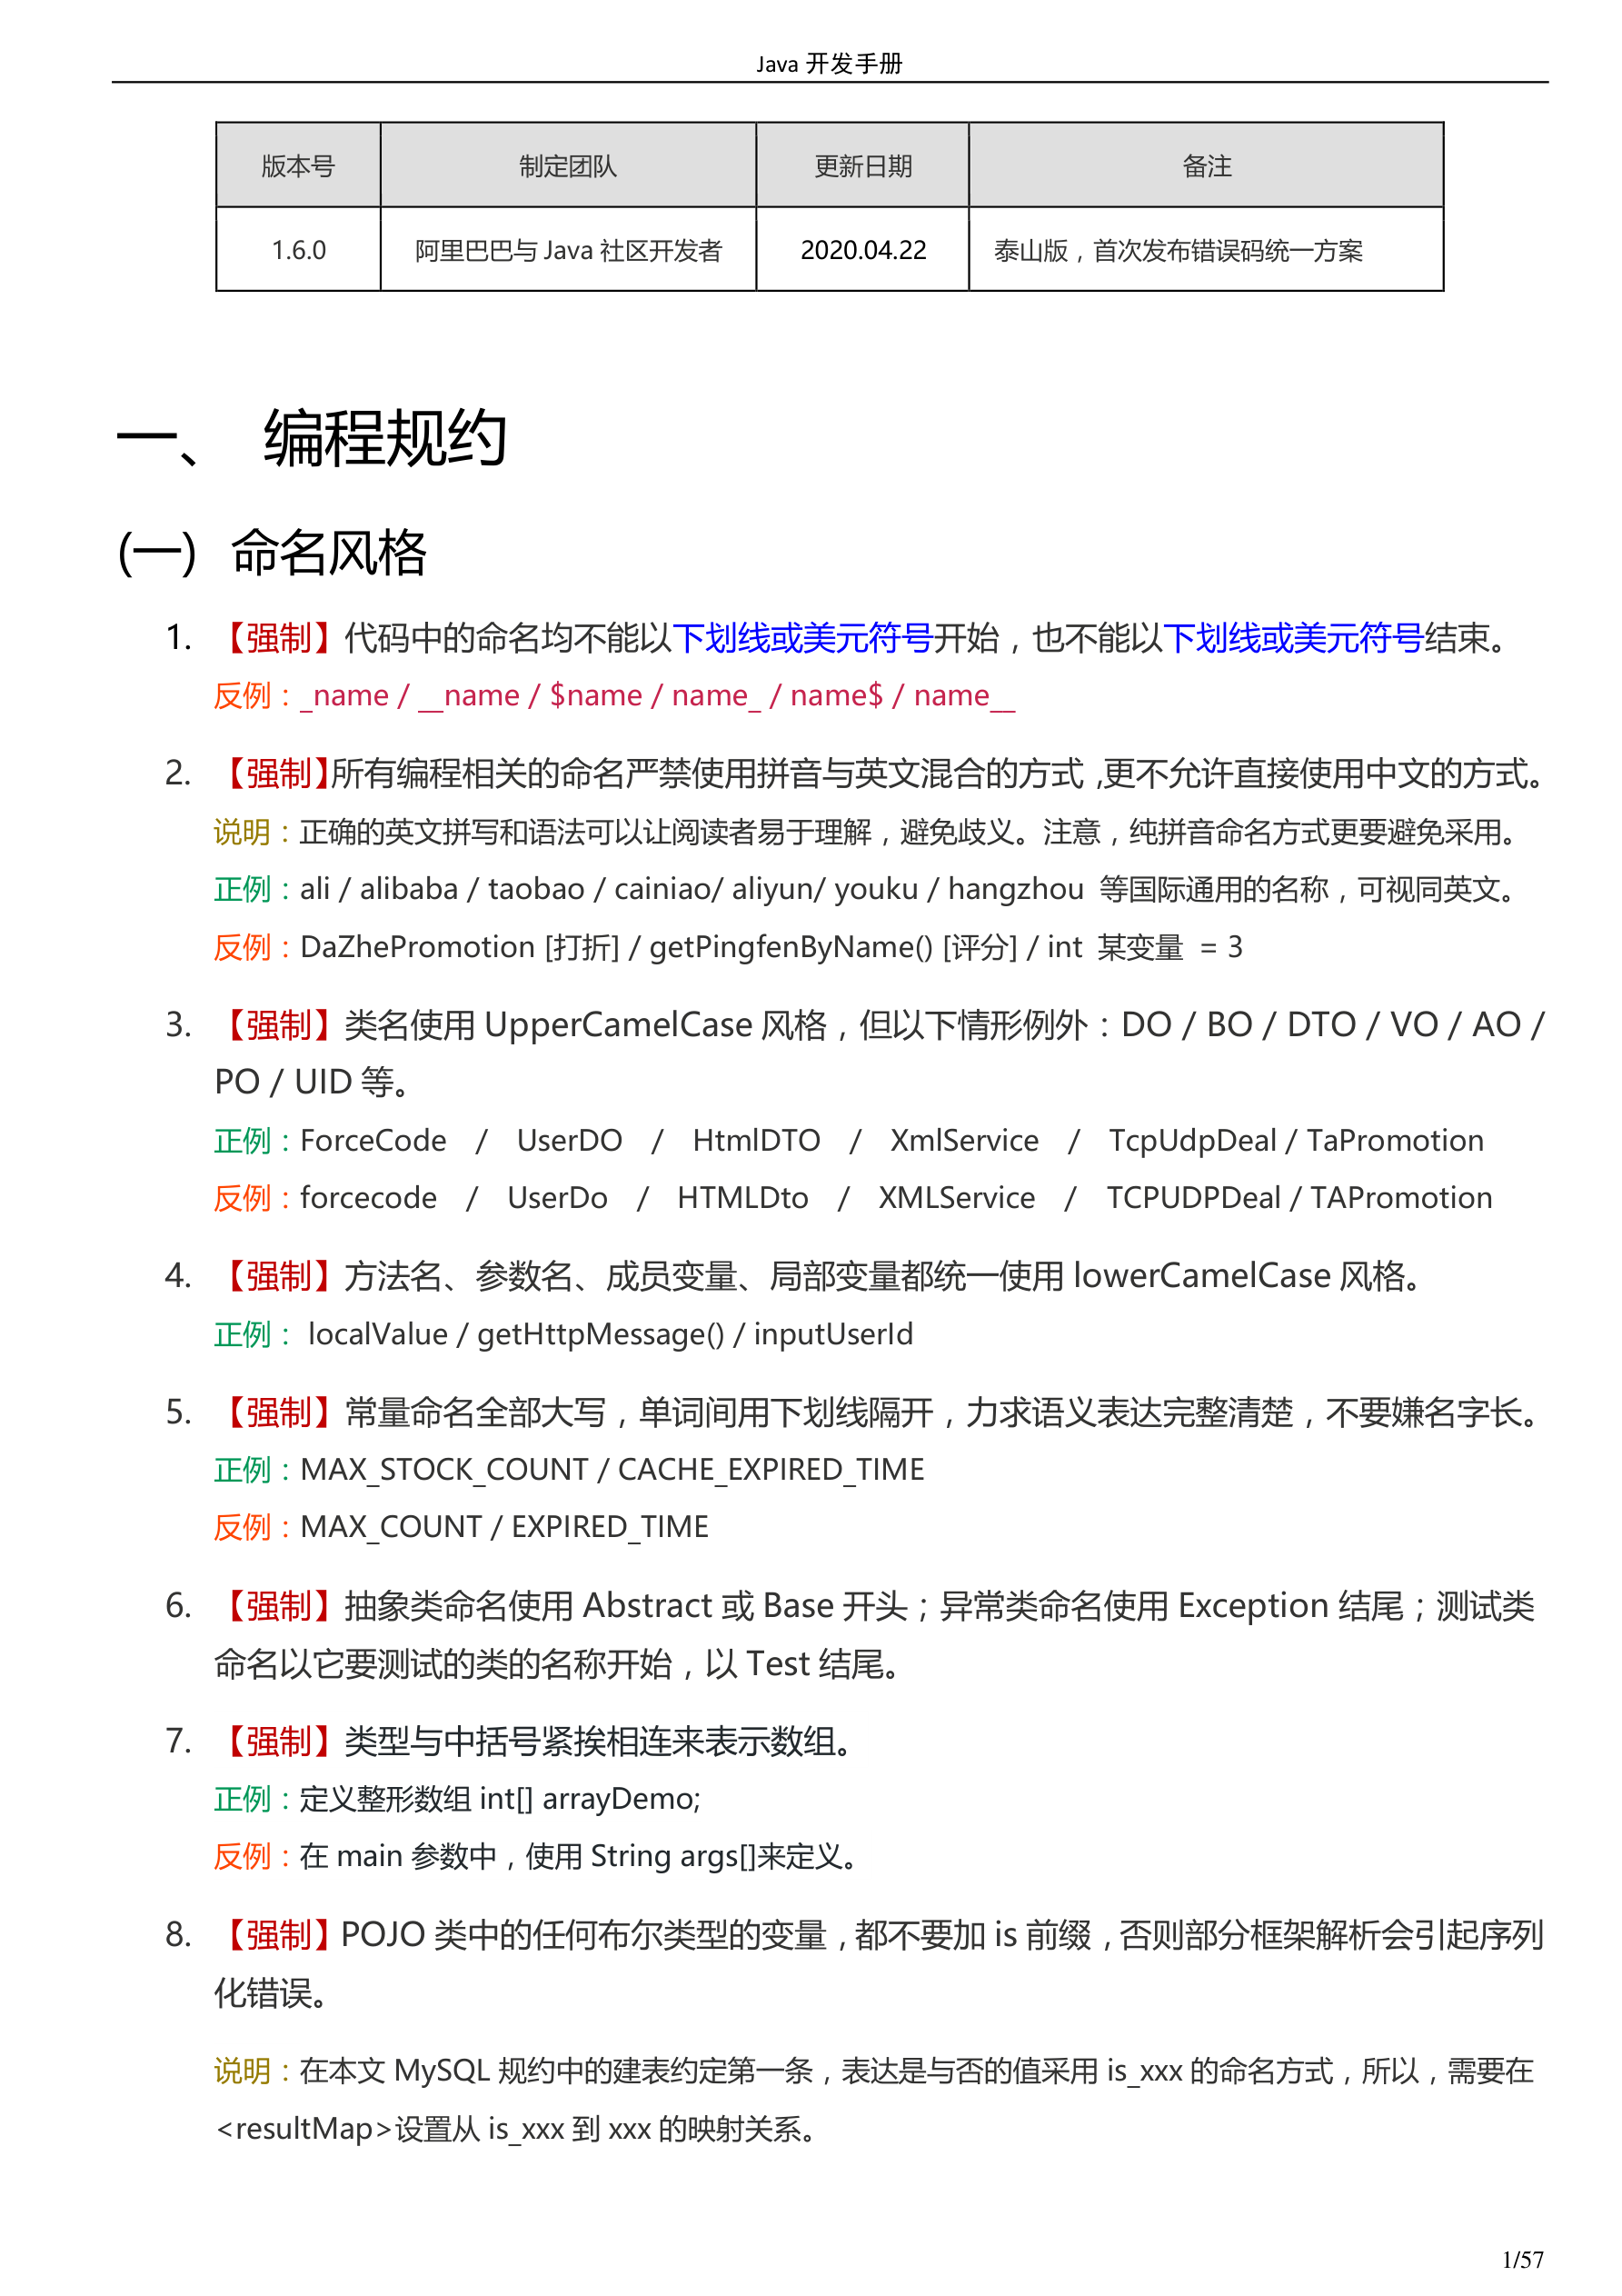 Java 开发手册
版本号 制定团队 更新日期 备注
1.6.0 阿里巴巴与 Java 社区开发者 2020.04.22 泰山版，首次发布错误码统一方案
一、 编程规约
(一) 命名风格
1. 【强制】代码中的命名均不能以下划线或美元符号开始，也不能以下划线或美元符号结束。
反例：_name / __name / $name / name_ / name$ / name__
2. 【强制】所有编程相关的命名严禁使用拼音与英文混合的方式，更不允许直接使用中文的方式。
说明：正确的英文拼写和语法可以让阅读者易于理解，避免歧义。注意，纯拼音命名方式更要避免采用。
正例：ali / alibaba / taobao / cainiao/ aliyun/ youku / hangzhou 等国际通用的名称，可视同英文。
反例：DaZhePromotion [打折] / getPingfenByName() [评分] / int 某变量 = 3
3. 【强制】类名使用 UpperCamelCase 风格，但以下情形例外：DO / BO / DTO / VO / AO /
PO / UID 等。
正例：ForceCode / UserDO / HtmlDTO / XmlService / TcpUdpDeal / TaPromotion
反例：forcecode / UserDo / HTMLDto / XMLService / TCPUDPDeal / TAPromotion
4. 【强制】方法名、参数名、成员变量、局部变量都统一使用 lowerCamelCase 风格。
正例： localValue / getHttpMessage() / inputUserId
5. 【强制】常量命名全部大写，单词间用下划线隔开，力求语义表达完整清楚，不要嫌名字长。
正例：MAX_STOCK_COUNT / CACHE_EXPIRED_TIME
反例：MAX_COUNT / EXPIRED_TIME
6. 【强制】抽象类命名使用 Abstract 或 Base 开头；异常类命名使用 Exception 结尾；测试类
命名以它要测试的类的名称开始，以 Test 结尾。
7. 【强制】类型与中括号紧挨相连来表示数组。
正例：定义整形数组 int[] arrayDemo;
反例：在 main 参数中，使用 String args[]来定义。
8. 【强制】POJO 类中的任何布尔类型的变量，都不要加 is 前缀，否则部分框架解析会引起序列
化错误。
说明：在本文 MySQL 规约中的建表约定第一条，表达是与否的值采用 is_xxx 的命名方式，所以，需要在
<resultMap>设置从 is_xxx 到 xxx 的映射关系。
1/57